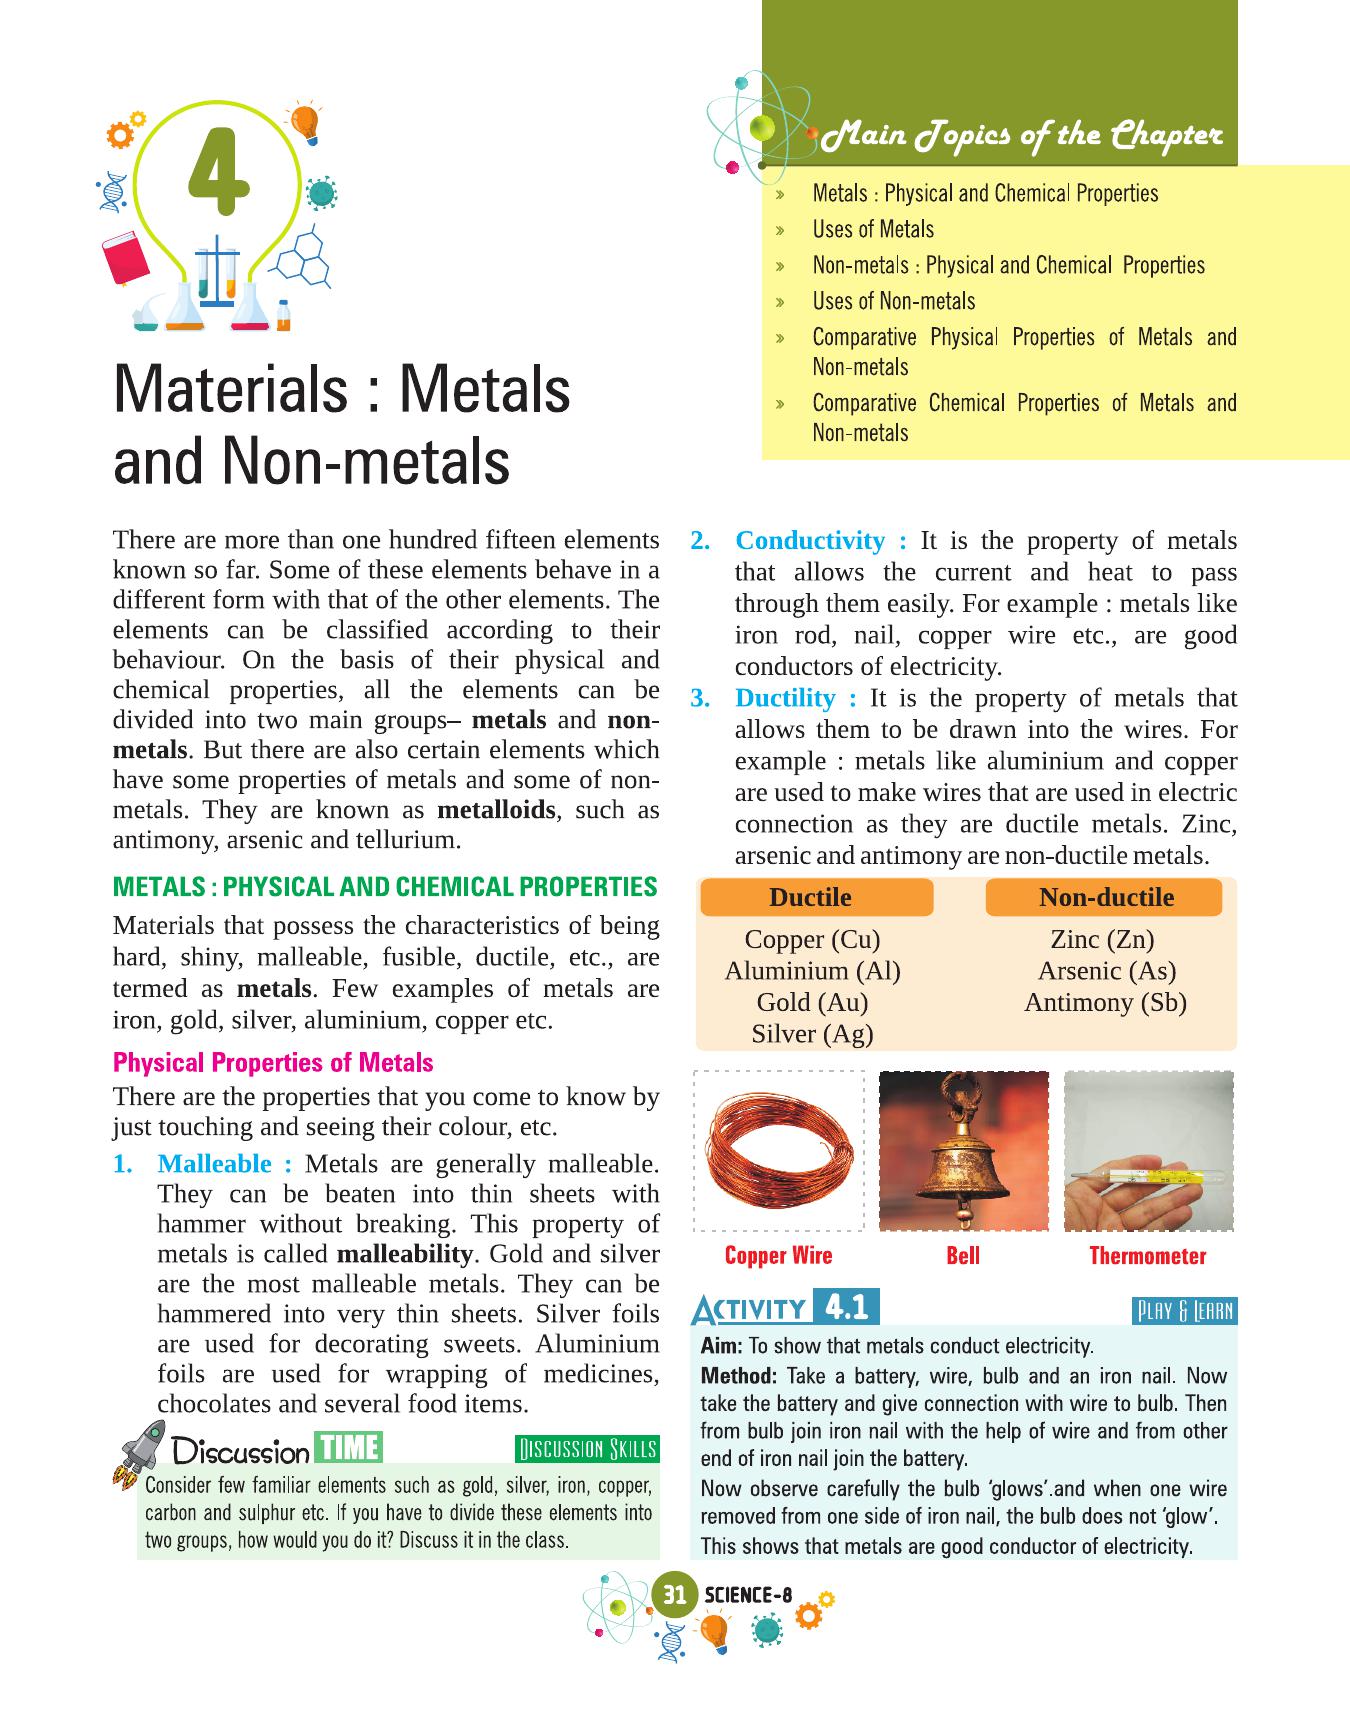 4
Materials : Metals
and Non-metals
Main Topics of the Chapter
» Metals : Physical and Chemical Properties
» Uses of Metals
» Non-metals : Physical and Chemical Properties
» Uses of Non-metals
» Comparative Physical Properties of Metals and
Non-metals
» Comparative Chemical Properties of Metals and
Non-metals
There are more than one hundred fifteen elements
known so far. Some of these elements behave in a
different form with that of the other elements. The
elements can be classified according to their
behaviour. On the basis of their physical and
chemical properties, all the elements can be
divided into two main groups– metals and non-
metals. But there are also certain elements which
have some properties of metals and some of non-
metals. They are known as metalloids, such as
antimony, arsenic and tellurium.
METALS : PHYSICAL AND CHEMICAL PROPERTIES
Materials that possess the characteristics of being
hard, shiny, malleable, fusible, ductile, etc., are
termed as metals. Few examples of metals are
iron, gold, silver, aluminium, copper etc.
Physical Properties of Metals
There are the properties that you come to know by
just touching and seeing their colour, etc.
1. Malleable : Metals are generally malleable.
They can be beaten into thin sheets with
hammer without breaking. This property of
metals is called malleability. Gold and silver
are the most malleable metals. They can be
hammered into very thin sheets. Silver foils
are used for decorating sweets. Aluminium
foils are used for wrapping of medicines,
chocolates and several food items.
Discussion TIME DISCUSSION SKILLS
Consider few familiar elements such as gold, silver, iron, copper,
carbon and sulphur etc. If you have to divide these elements into
two groups, how would you do it? Discuss it in the class.
2. Conductivity : It is the property of metals
that allows the current and heat to pass
through them easily. For example : metals like
iron rod, nail, copper wire etc., are good
conductors of electricity.
3. Ductility : It is the property of metals that
allows them to be drawn into the wires. For
example : metals like aluminium and copper
are used to make wires that are used in electric
connection as they are ductile metals. Zinc,
arsenic and antimony are non-ductile metals.
Ductile Non-ductile
Copper (Cu) Zinc (Zn)
Aluminium (Al) Arsenic (As)
Gold (Au) Antimony (Sb)
Silver (Ag)
Copper Wire Bell Thermometer
ACTIVITY 4.1 PLAY & LEARN
Aim: To show that metals conduct electricity.
Method: Take a battery, wire, bulb and an iron nail. Now
take the battery and give connection with wire to bulb. Then
from bulb join iron nail with the help of wire and from other
end of iron nail join the battery.
Now observe carefully the bulb ‘glows’.and when one wire
removed from one side of iron nail, the bulb does not ‘glow’.
This shows that metals are good conductor of electricity.
31 SCIENCE-8